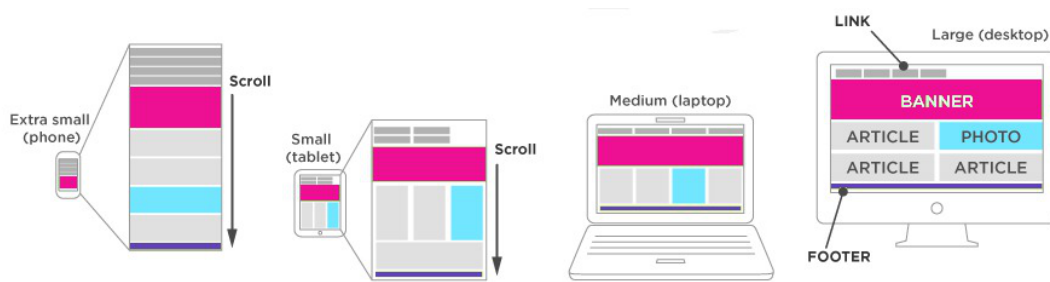 Extra small
(phone)
Scroll
Small
(tablet)
Scroll
Medium (laptop)
LINK
Large (desktop)
BANNER
ARTICLE PHOTO
ARTICLE ARTICLE
FOOTER